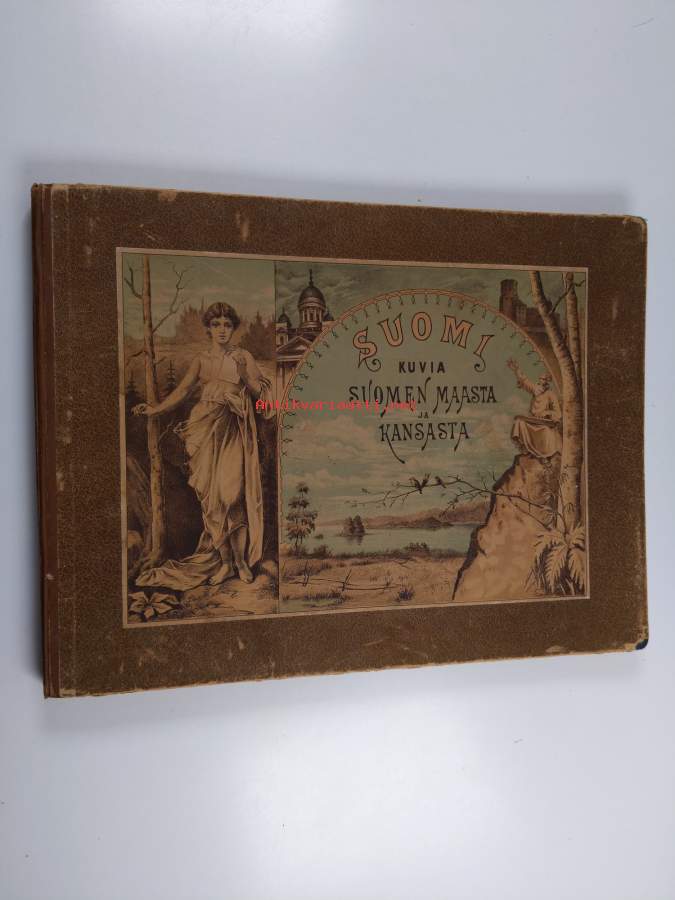 SUOMI
KUVIA
SUOMEN MAASTA
JA
KANSASTA
Antikvariaatti.net